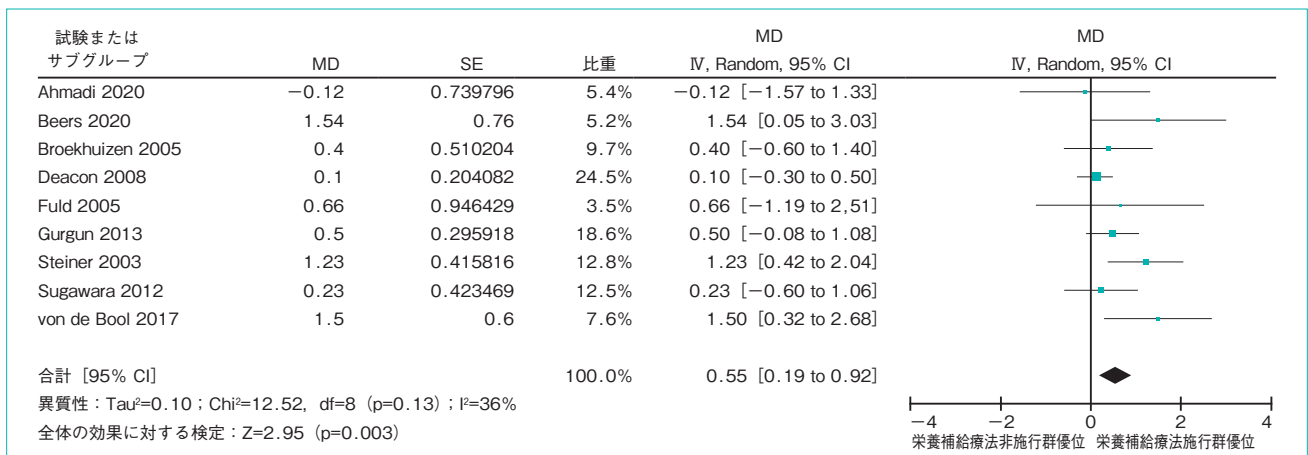 試験または
サブグループ MD SE 比重 MD IV, Random, 95% CI MD IV, Random, 95% CI
Ahmadi 2020 −0.12 0.739796 5.4% −0.12［−1.57 to 1.33］
Beers 2020 1.54 0.76 5.2% 1.54［0.05 to 3.03］
Broekhuizen 2005 0.4 0.510204 9.7% 0.40［−0.60 to 1.40］
Deacon 2008 0.1 0.204082 24.5% 0.10［−0.30 to 0.50］
Fuld 2005 0.66 0.946429 3.5% 0.66［−1.19 to 2,51］
Gurgun 2013 0.5 0.295918 18.6% 0.50［−0.08 to 1.08］
Steiner 2003 1.23 0.415816 12.8% 1.23［0.42 to 2.04］
Sugawara 2012 0.23 0.423469 12.5% 0.23［−0.60 to 1.06］
von de Bool 2017 1.5 0.6 7.6% 1.50［0.32 to 2.68］
合計［95% CI］ 100.0% 0.55［0.19 to 0.92］
異質性：Tau²=0.10；Chi²=12.52, df=8（p=0.13）；I²=36%
全体の効果に対する検定：Z=2.95（p=0.003）
−4 −2 0 2 4
栄養補給療法非施行群優位 栄養補給療法施行群優位